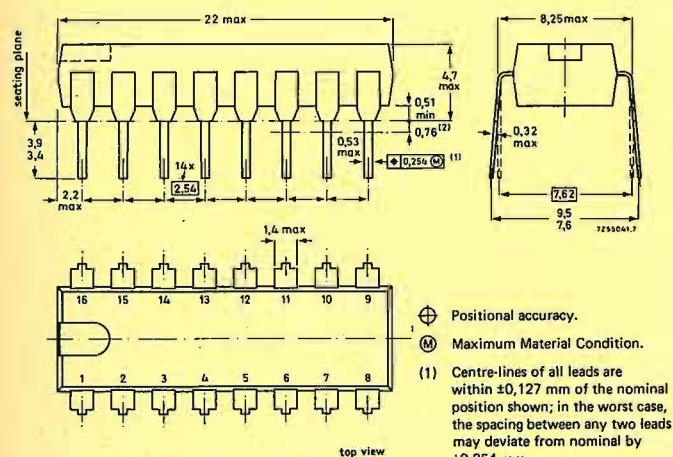 22 max
8,25max
seating plane
4,7
max
0,51
min
0,76 (2)
3,9
3,4
0,53
max
0,254 Ⓜ (1)
0,32
max
14x
2,54
2,2
max
7,62
9,5
7,6
7Z55041.7
1,4 max
16 15 14 13 12 11 10 9
1 2 3 4 5 6 7 8
top view
Positional accuracy.
Ⓜ Maximum Material Condition.
(1) Centre-lines of all leads are
within ±0,127 mm of the nominal
position shown; in the worst case,
the spacing between any two leads
may deviate from nominal by